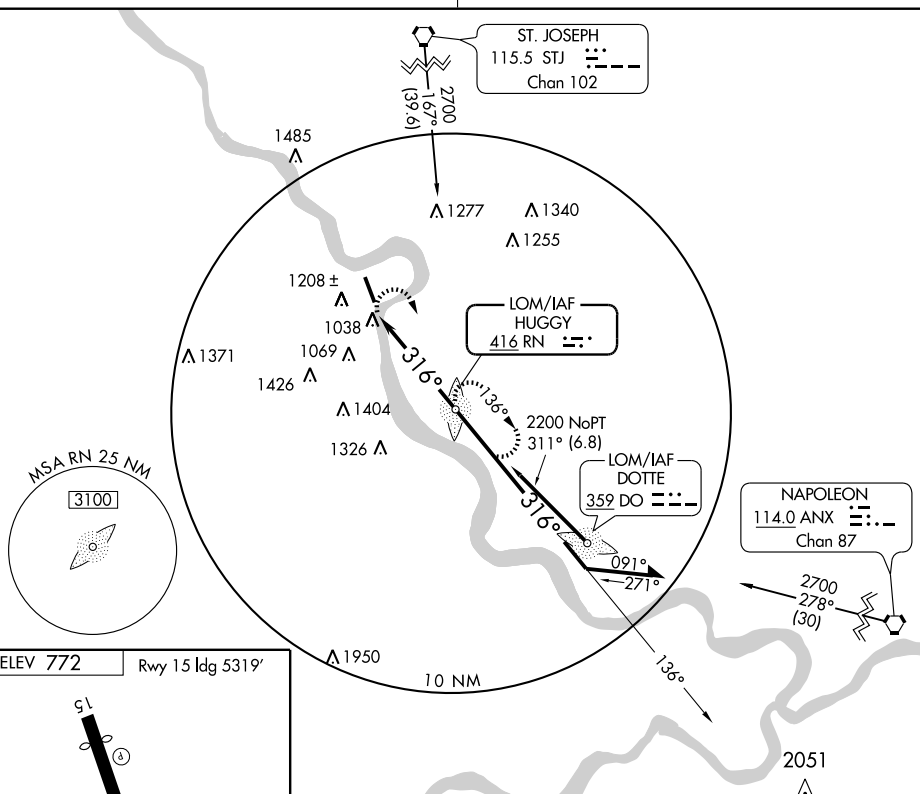 ST. JOSEPH
115.5 STJ
Chan 102
2700
167°
(39.6)
1485
1277
1340
1255
1208 ±
1038
1069
1371
1426
1404
1326
LOM/IAF
HUGGY
416 RN
316°
136°
2200 NoPT
311° (6.8)
LOM/IAF
DOTTE
359 DO
316°
091°
271°
MSA RN 25 NM
3100
NAPOLEON
114.0 ANX
Chan 87
2700
278°
(30)
136°
1950
10 NM
2051
ELEV 772
Rwy 15 ldg 5319'
15
P